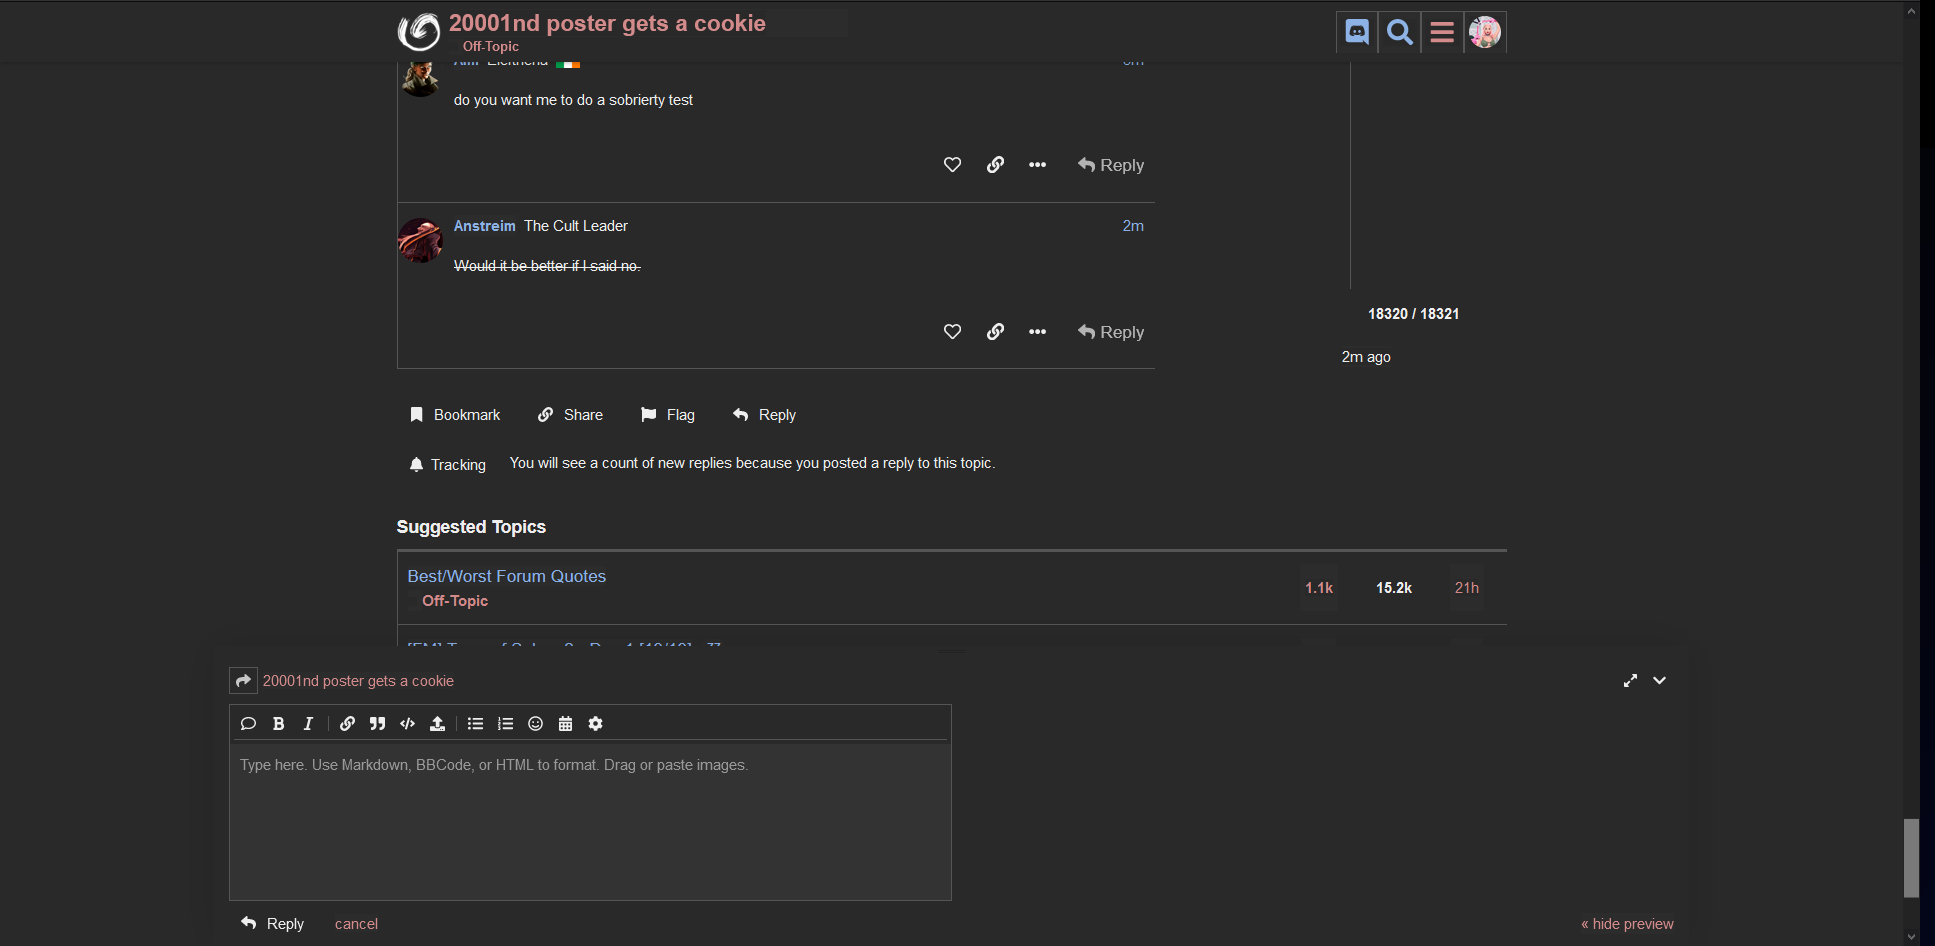 20001nd poster gets a cookie
Off-Topic
do you want me to do a sobrierty test
Reply
Anstreim The Cult Leader 2m
Would it be better if I said no.
Reply
18320 / 18321
2m ago
Bookmark Share Flag Reply
Tracking You will see a count of new replies because you posted a reply to this topic.
Suggested Topics
Best/Worst Forum Quotes 1.1k 15.2k 21h
Off-Topic
20001nd poster gets a cookie
Type here. Use Markdown, BBCode, or HTML to format. Drag or paste images.
Reply cancel « hide preview